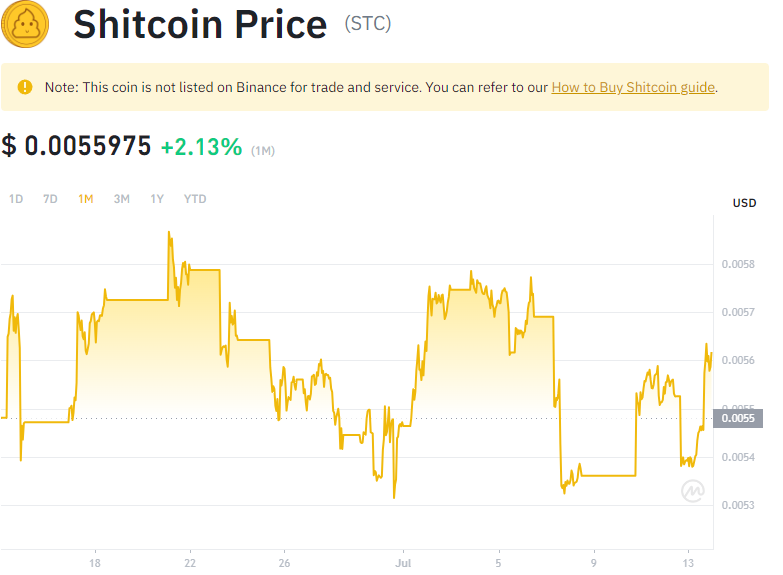 Shitcoin Price (STC)
Note: This coin is not listed on Binance for trade and service. You can refer to our How to Buy Shitcoin guide.
$ 0.0055975 +2.13% (1M)
1D 7D 1M 3M 1Y YTD
USD
0.0058
0.0057
0.0056
0.0055
0.0055
0.0054
0.0053
18 22 26 Jul 5 9 13